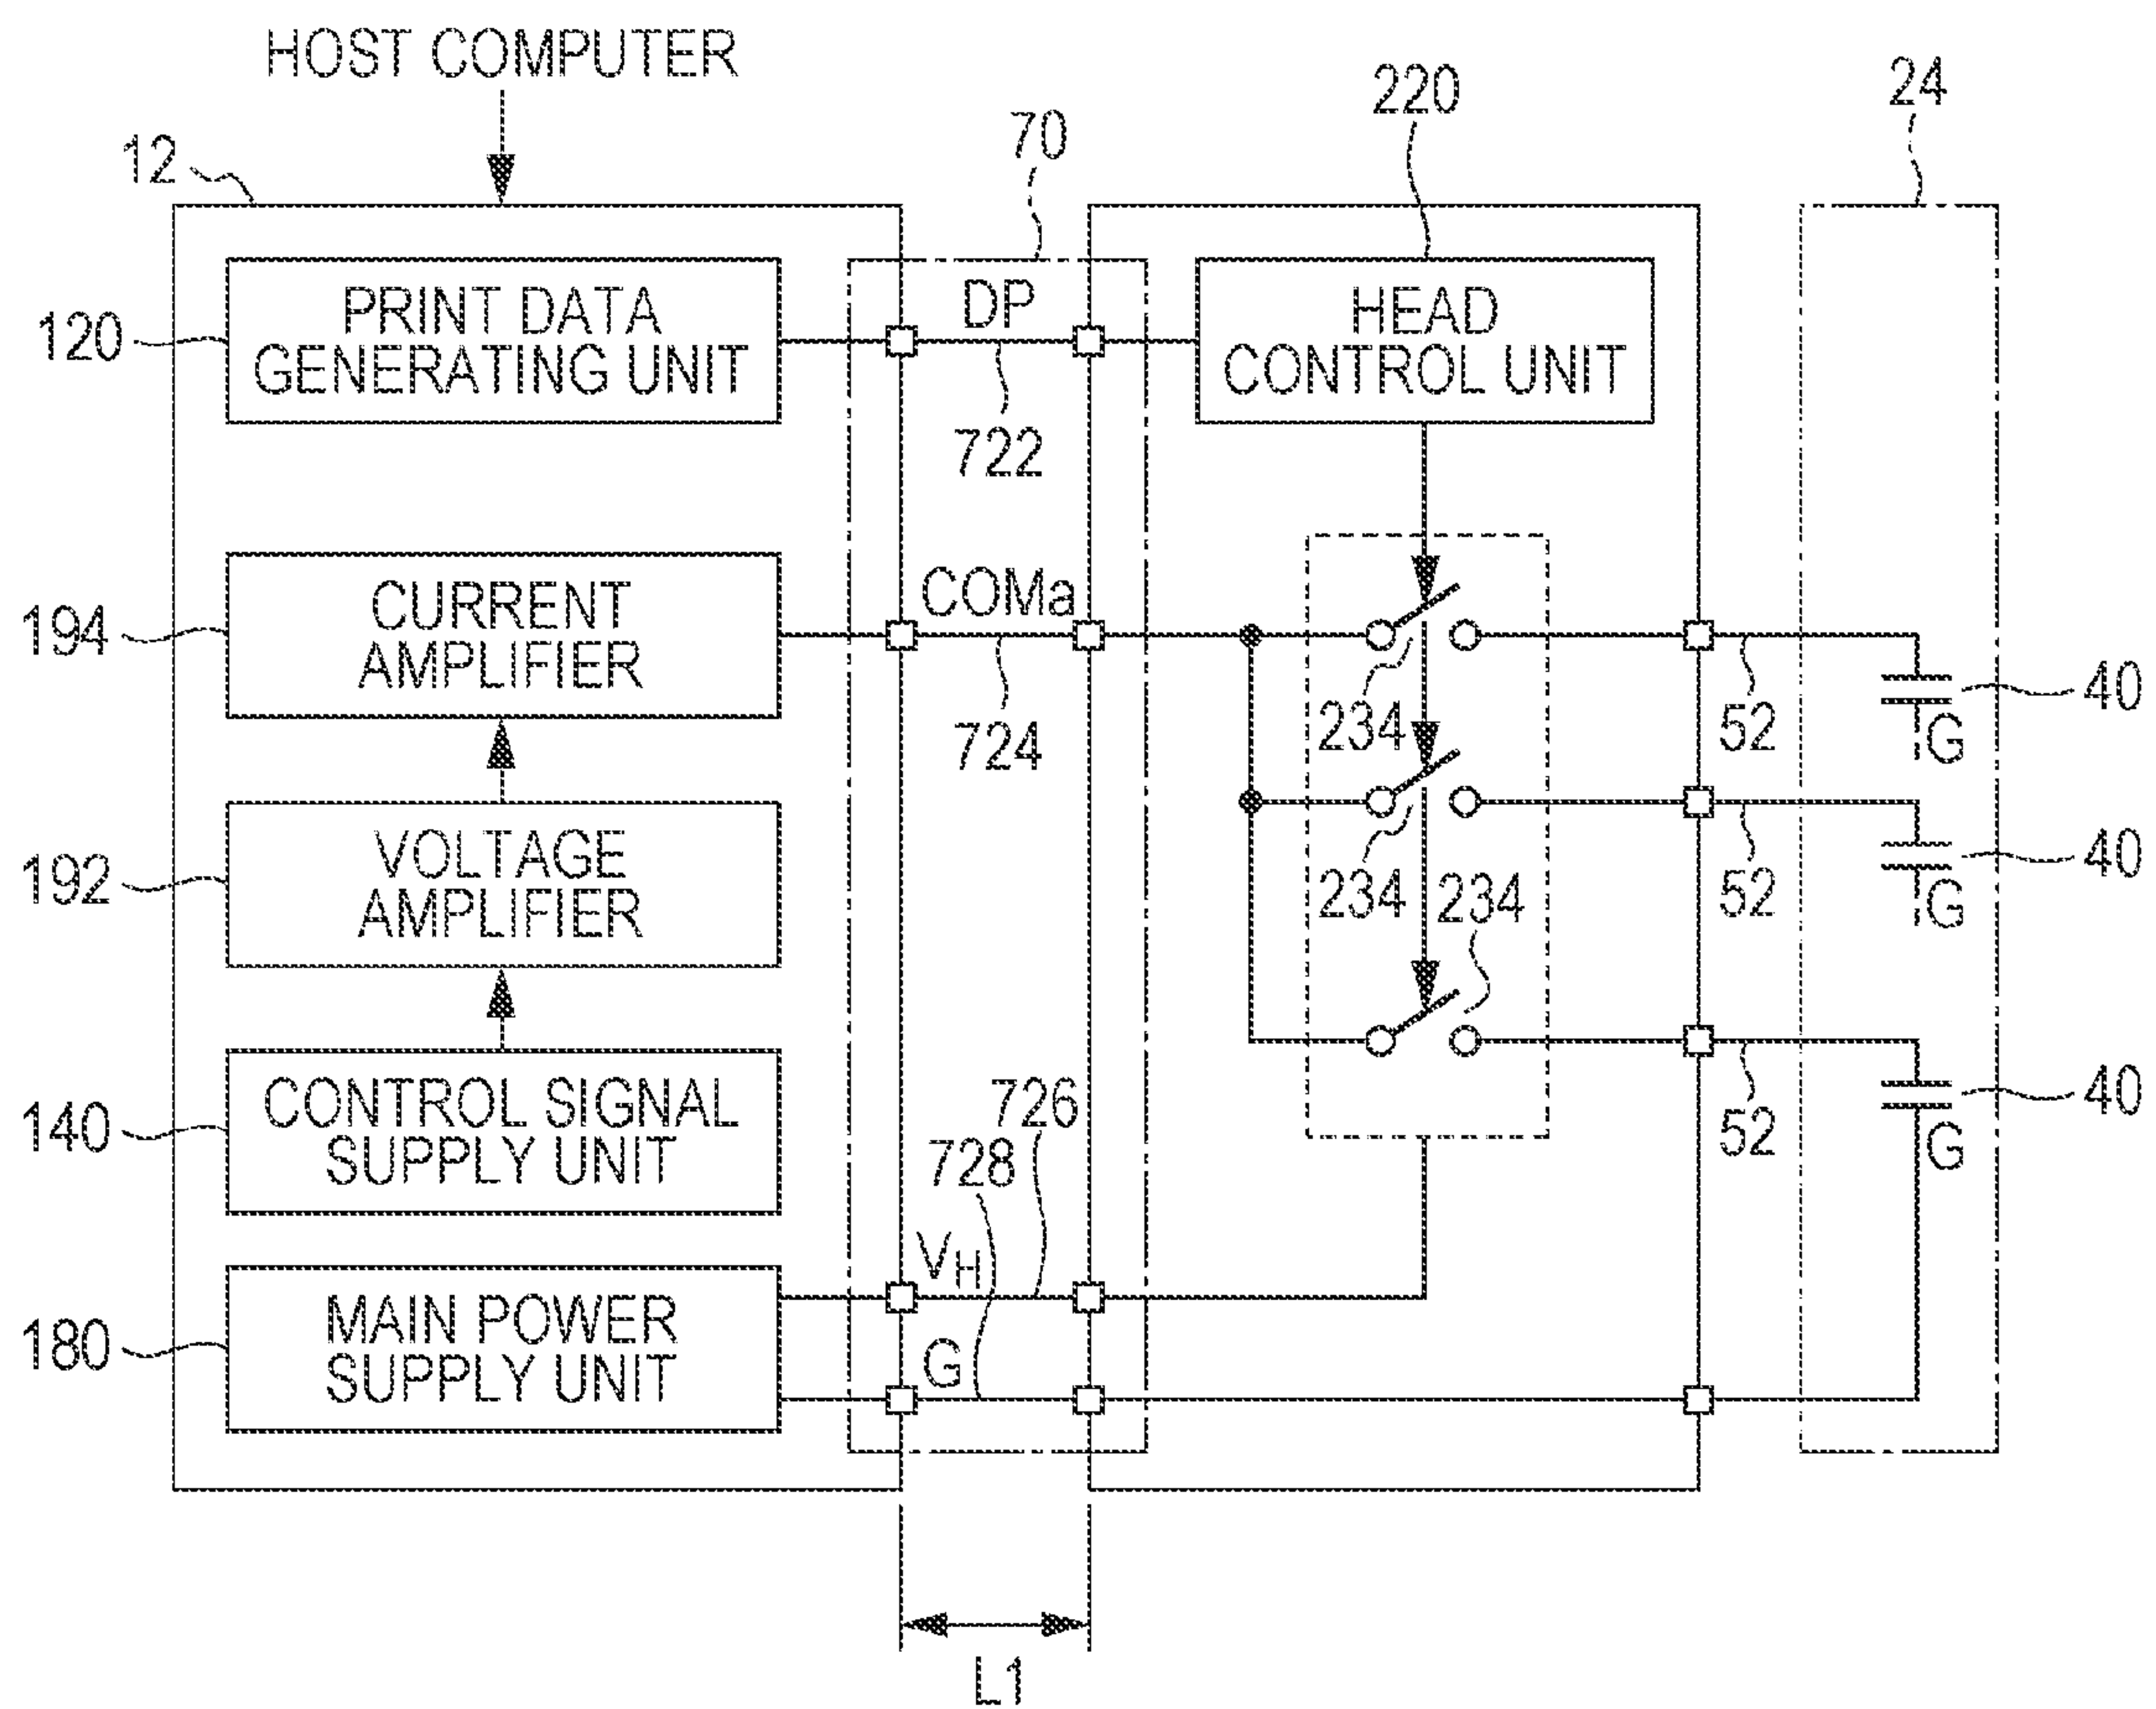 HOST COMPUTER
12
70
220
24
120
PRINT DATA
GENERATING UNIT
DP
722
HEAD
CONTROL UNIT
194
CURRENT
AMPLIFIER
COMa
724
234
52
40
G
192
VOLTAGE
AMPLIFIER
234
234
52
40
G
140
CONTROL SIGNAL
SUPPLY UNIT
726
728
52
40
G
180
MAIN POWER
SUPPLY UNIT
VH
G
L1